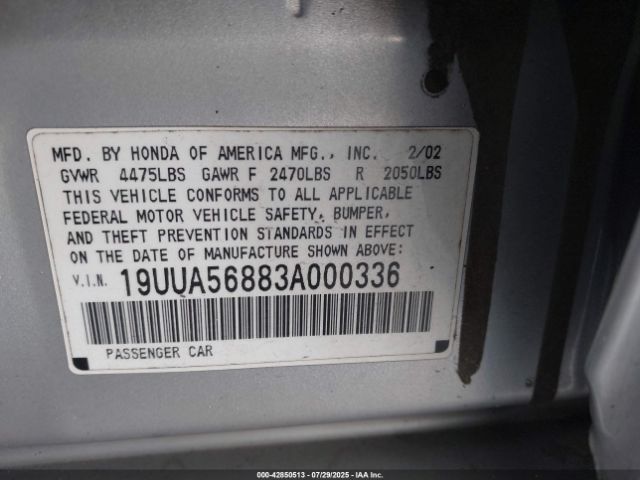 MFD. BY HONDA OF AMERICA MFG., INC. 2/02
GVWR 4475LBS GAWR F 2470LBS R 2050LBS
THIS VEHICLE CONFORMS TO ALL APPLICABLE
FEDERAL MOTOR VEHICLE SAFETY, BUMPER,
AND THEFT PREVENTION STANDARDS IN EFFECT
ON THE DATE OF MANUFACTURE SHOWN ABOVE:
V.I.N. 19UUA56883A000336
PASSENGER CAR
000-42850513 - 07/29/2025 - IAA Inc.